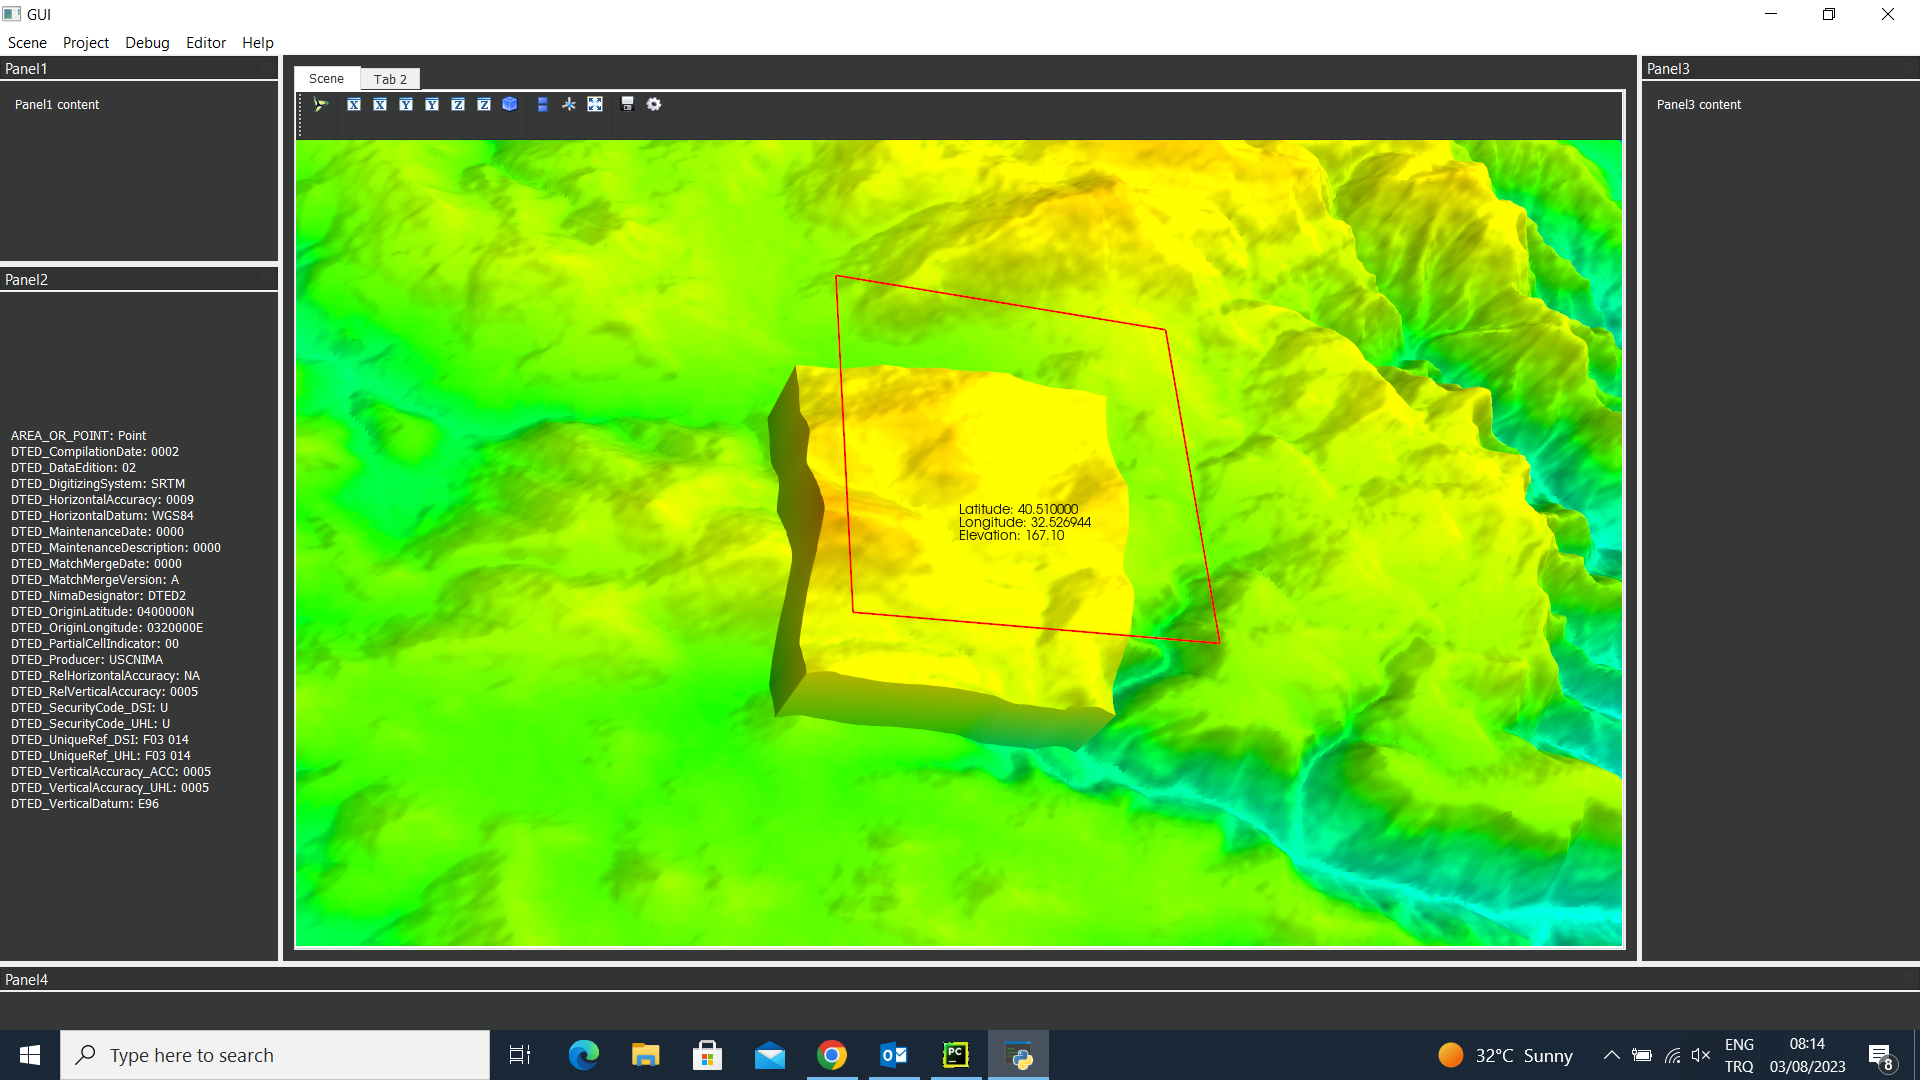 GUI
Scene Project Debug Editor Help
Panel1
Panel1 content
Panel2
AREA_OR_POINT: Point
DTED_CompilationDate: 0002
DTED_DataEdition: 02
DTED_DigitizingSystem: SRTM
DTED_HorizontalAccuracy: 0009
DTED_HorizontalDatum: WGS84
DTED_MaintenanceDate: 0000
DTED_MaintenanceDescription: 0000
DTED_MatchMergeDate: 0000
DTED_MatchMergeVersion: A
DTED_NimaDesignator: DTED2
DTED_OriginLatitude: 0400000N
DTED_OriginLongitude: 0320000E
DTED_PartialCellIndicator: 00
DTED_Producer: USCNIMA
DTED_RelHorizontalAccuracy: NA
DTED_RelVerticalAccuracy: 0005
DTED_SecurityCode_DSI: U
DTED_SecurityCode_UHL: U
DTED_UniqueRef_DSI: F03 014
DTED_UniqueRef_UHL: F03 014
DTED_VerticalAccuracy_ACC: 0005
DTED_VerticalAccuracy_UHL: 0005
DTED_VerticalDatum: E96
Scene Tab 2
X X Y Y Z Z
Latitude: 40.510000
Longitude: 32.526944
Elevation: 167.10
Panel3
Panel3 content
Panel4
Type here to search
PC
32°C Sunny
ENG
TRQ
08:14
03/08/2023
8